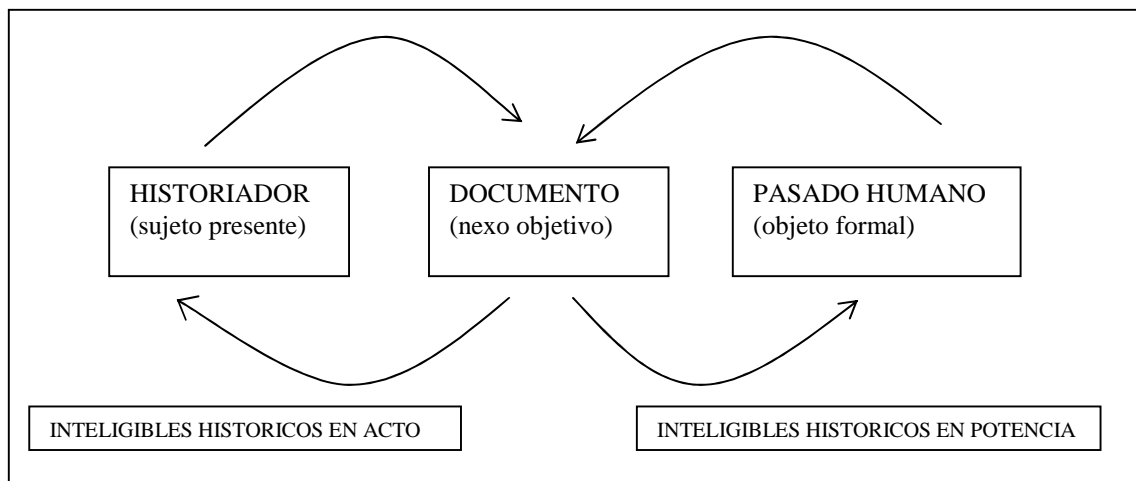 HISTORIADOR
(sujeto presente)
DOCUMENTO
(nexo objetivo)
PASADO HUMANO
(objeto formal)
INTELIGIBLES HISTORICOS EN ACTO
INTELIGIBLES HISTORICOS EN POTENCIA